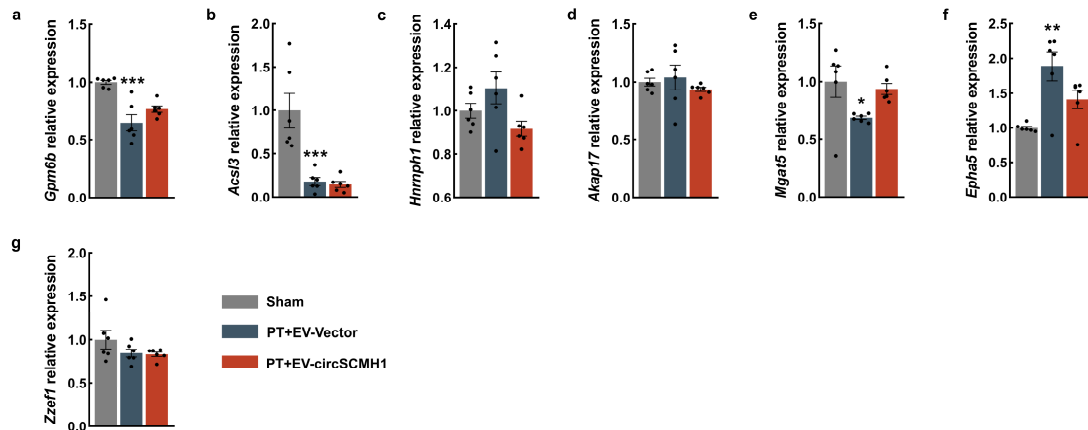 a
Gpm6b relative expression
1.5
1.0
0.5
0.0
***
b
Acsl3 relative expression
2.0
1.5
1.0
0.5
0.0
***
c
Hnrnph1 relative expression
1.4
1.2
1.0
0.8
0.6
d
Akap17 relative expression
1.5
1.0
0.5
0.0
e
Mgat5 relative expression
1.5
1.0
0.5
0.0
*
f
Epha5 relative expression
2.5
2.0
1.5
1.0
0.5
0.0
**
g
Zzef1 relative expression
2.0
1.5
1.0
0.5
0.0
Sham
PT+EV-Vector
PT+EV-circSCMH1